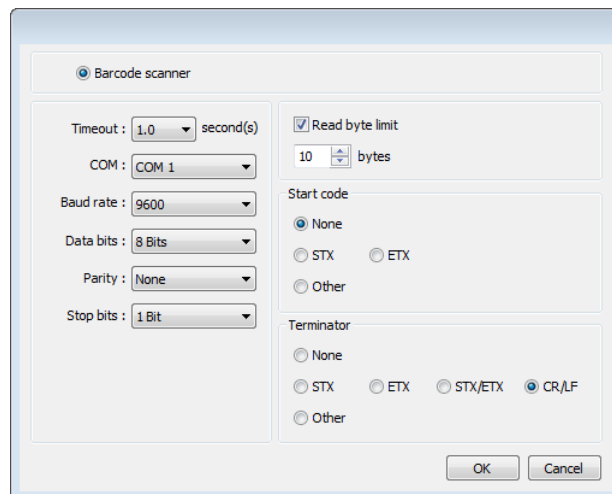 Barcode scanner
Timeout : 1.0 second(s)
COM : COM 1
Baud rate : 9600
Data bits : 8 Bits
Parity : None
Stop bits : 1 Bit
Read byte limit
10 bytes
Start code
None
STX ETX
Other
Terminator
None
STX ETX STX/ETX CR/LF
Other
OK Cancel